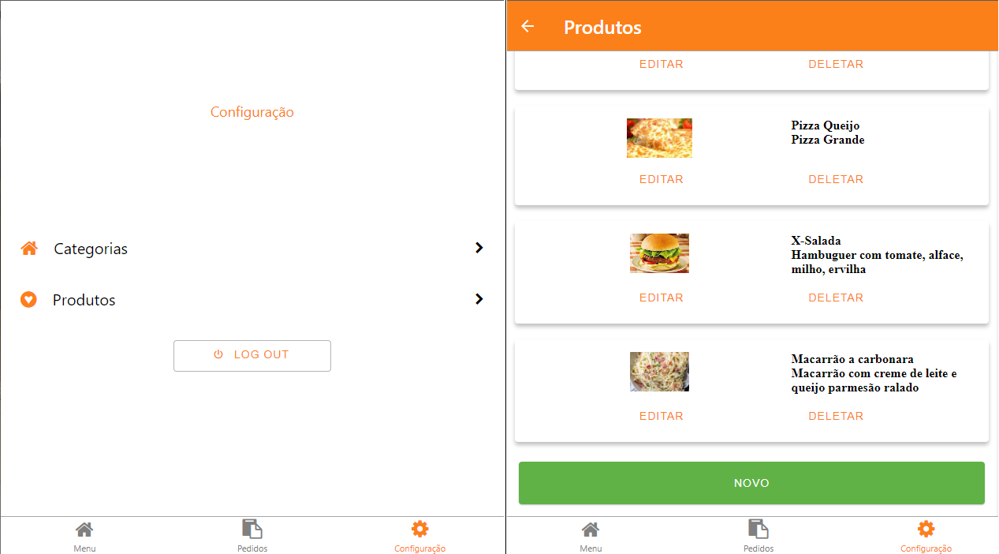 Configuração
Categorias
Produtos
LOG OUT
Menu
Pedidos
Configuração
Produtos
EDITAR
DELETAR
Pizza Queijo
Pizza Grande
EDITAR
DELETAR
X-Salada
Hambuguer com tomate, alface,
milho, ervilha
EDITAR
DELETAR
Macarrão a carbonara
Macarrão com creme de leite e
queijo parmesão ralado
EDITAR
DELETAR
NOVO
Menu
Pedidos
Configuração